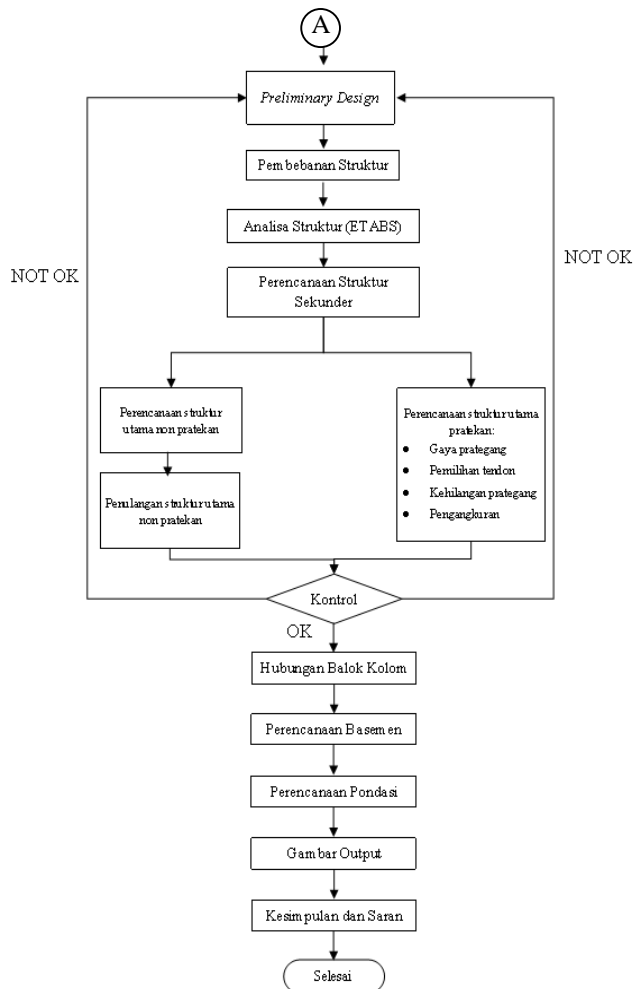 A
Preliminary Design
Pembebanan Struktur
Analisa Struktur (ETABS)
NOT OK
NOT OK
Perencanaan Struktur
Sekunder
Perencanaan struktur
utama non pratekan
Penulangan struktur utama
non pratekan
Perencanaan struktur utama
pratekan:
• Gaya prategang
• Pemilihan tendon
• Kehilangan prategang
• Pengangkuran
Kontrol
OK
Hubungan Balok Kolom
Perencanaan Basemen
Perencanaan Pondasi
Gambar Output
Kesimpulan dan Saran
Selesai